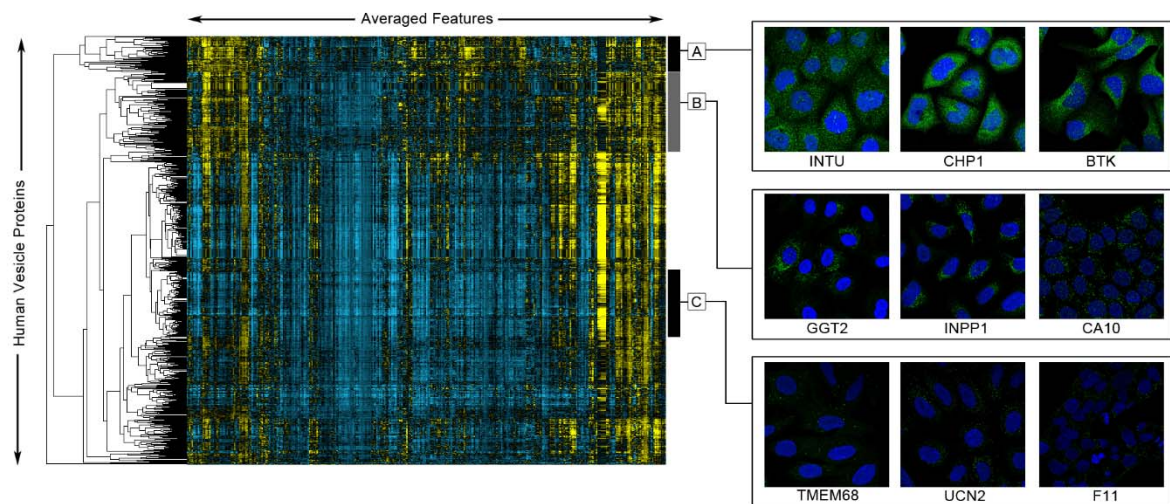 Averaged Features
Human Vesicle Proteins
A
B
C
INTU CHP1 BTK
GGT2 INPP1 CA10
TMEM68 UCN2 F11